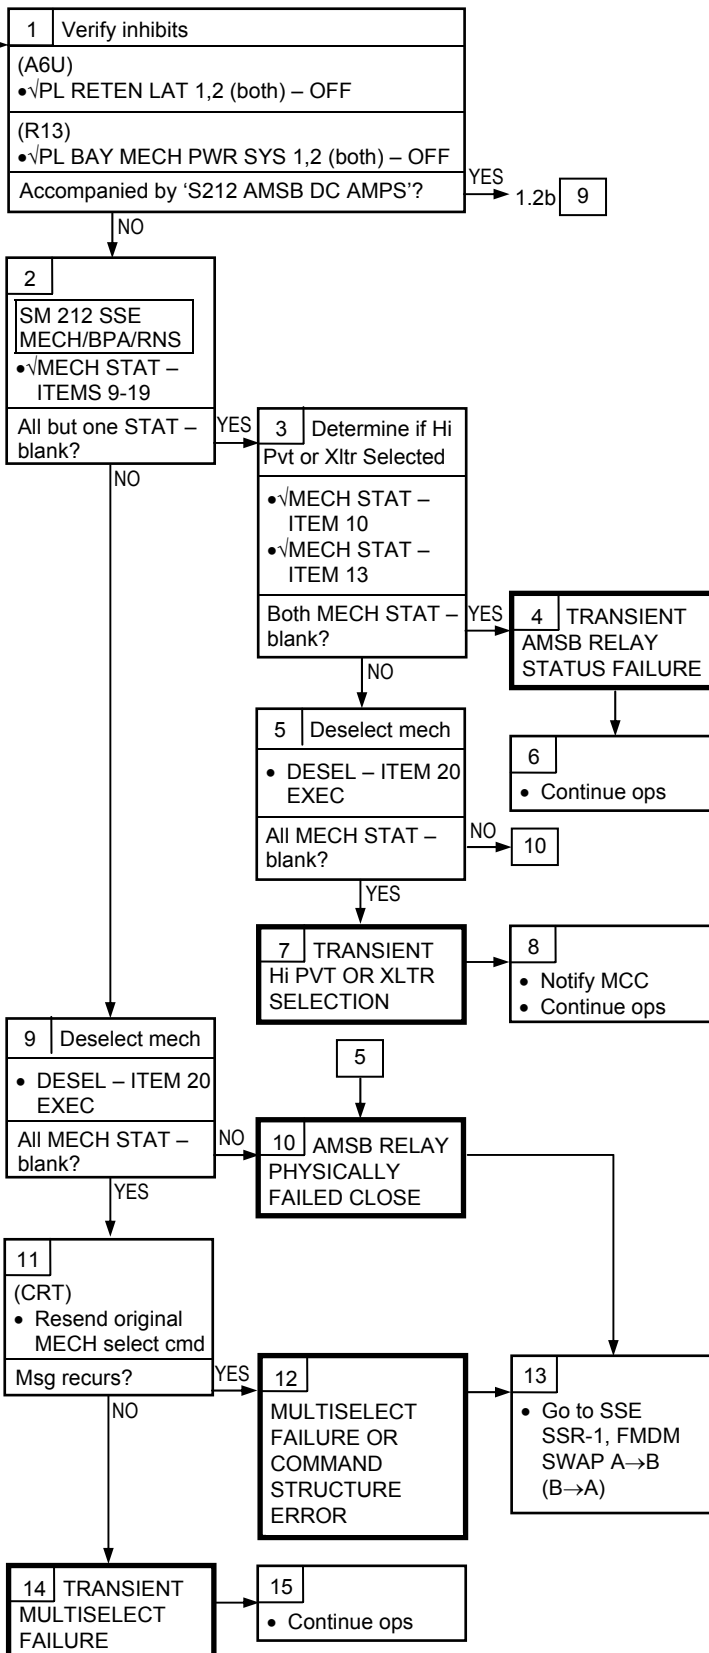 1 Verify inhibits
(A6U)
•√PL RETEN LAT 1,2 (both) – OFF
(R13)
•√PL BAY MECH PWR SYS 1,2 (both) – OFF
Accompanied by ‘S212 AMSB DC AMPS’?
YES
1.2b 9
NO
2
SM 212 SSE
MECH/BPA/RNS
•√MECH STAT –
ITEMS 9-19
All but one STAT –
blank?
YES
NO
3 Determine if Hi
Pvt or Xltr Selected
•√MECH STAT –
ITEM 10
•√MECH STAT –
ITEM 13
Both MECH STAT –
blank?
YES
NO
4 TRANSIENT
AMSB RELAY
STATUS FAILURE
5 Deselect mech
• DESEL – ITEM 20
EXEC
All MECH STAT –
blank?
NO
10
YES
6
• Continue ops
7 TRANSIENT
Hi PVT OR XLTR
SELECTION
8
• Notify MCC
• Continue ops
9 Deselect mech
• DESEL – ITEM 20
EXEC
All MECH STAT –
blank?
NO
YES
5
10 AMSB RELAY
PHYSICALLY
FAILED CLOSE
11
(CRT)
• Resend original
MECH select cmd
Msg recurs?
YES
NO
12
MULTISELECT
FAILURE OR
COMMAND
STRUCTURE
ERROR
13
• Go to SSE
SSR-1, FMDM
SWAP A→B
(B→A)
14 TRANSIENT
MULTISELECT
FAILURE
15
• Continue ops